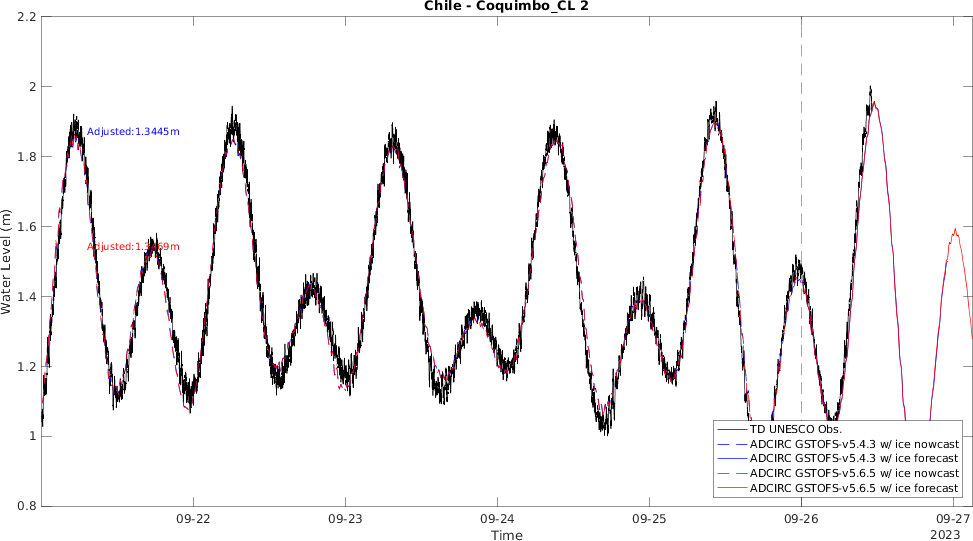 Chile - Coquimbo_CL 2
2.2
2
1.8
1.6
1.4
1.2
1
0.8
Water Level (m)
Adjusted:1.3445m
09-22
09-23
09-24
09-25
09-26
09-27
2023
Time
TD UNESCO Obs.
ADCIRC GSTOFS-v5.4.3 w/ ice nowcast
ADCIRC GSTOFS-v5.4.3 w/ ice forecast
ADCIRC GSTOFS-v5.6.5 w/ ice nowcast
ADCIRC GSTOFS-v5.6.5 w/ ice forecast